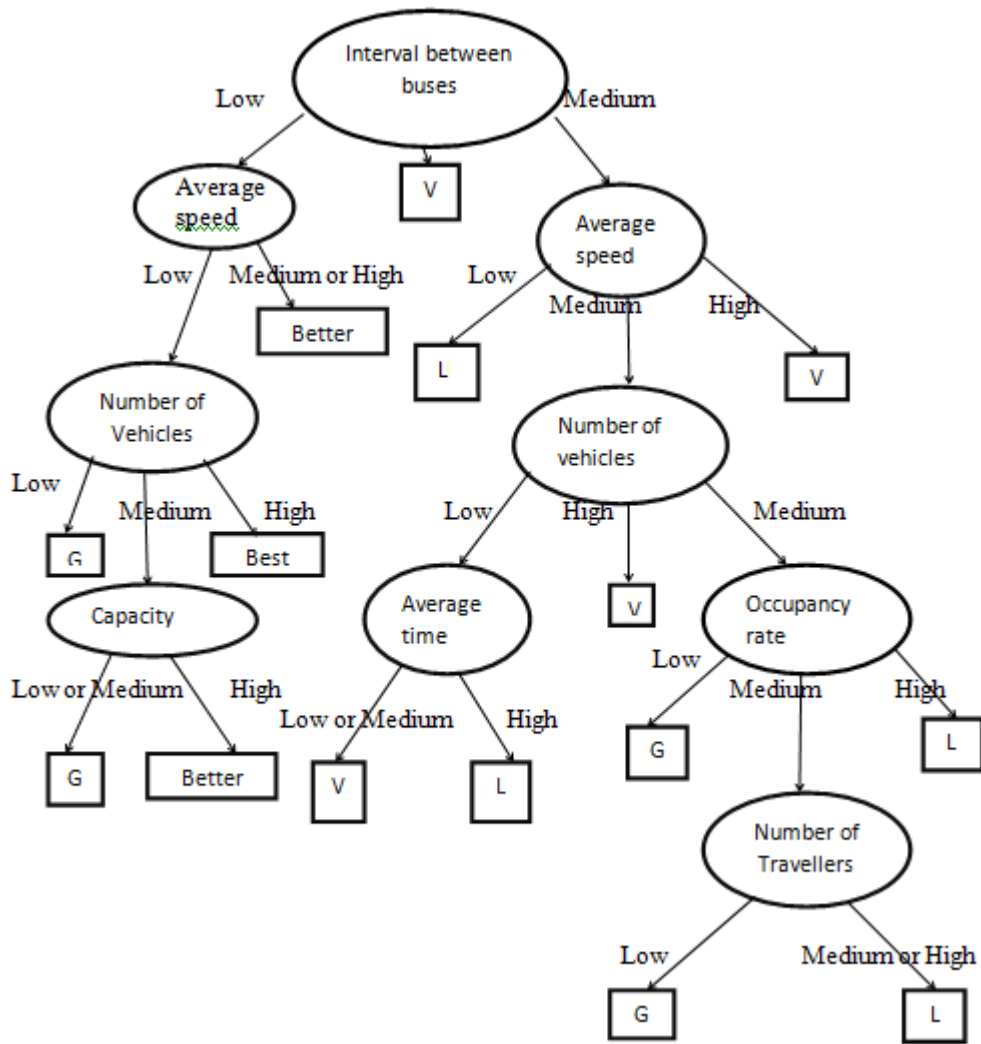 Interval between
buses
Low
Medium
Average
speed
V
Average
speed
Low
Medium or High
Low
Medium
High
Better
L
V
Number of
Vehicles
Number of
vehicles
Low
Medium
High
Low
High
Medium
G
Best
Capacity
Average
time
V
Occupancy
rate
Low or Medium
High
Low or Medium
High
Low
Medium
High
G
Better
V
L
G
L
Number of
Travellers
Low
Medium or High
G
L